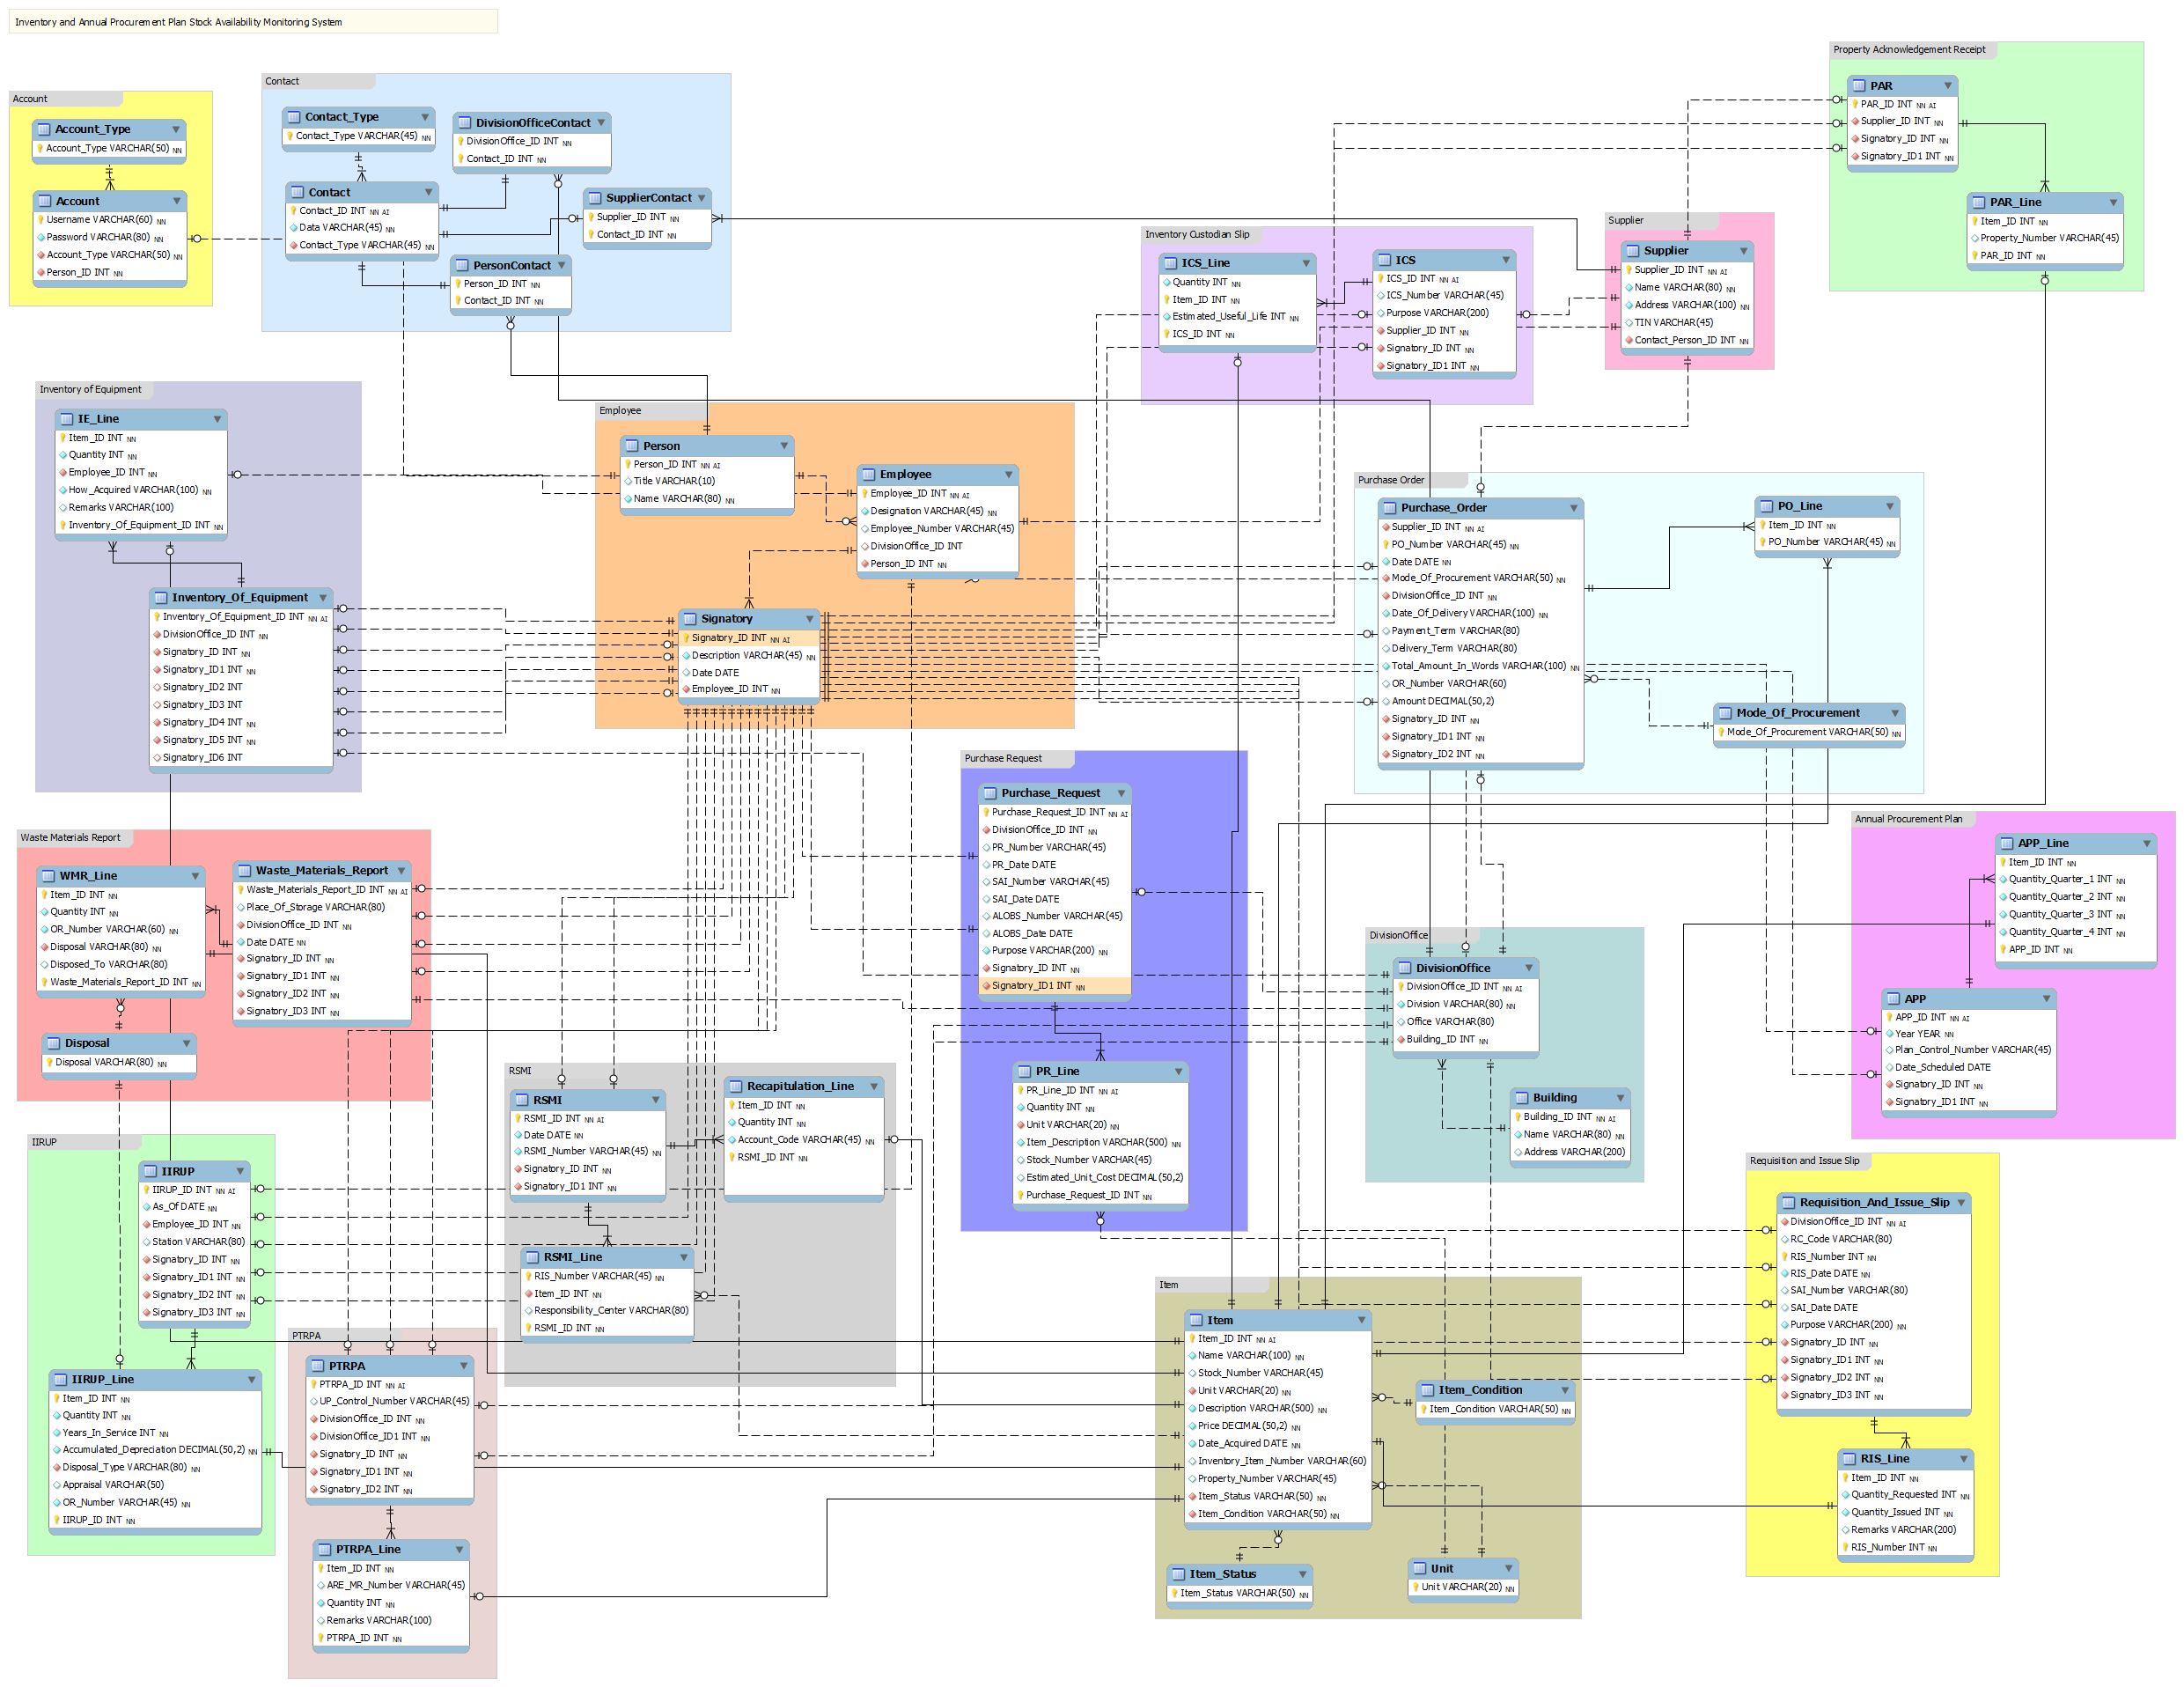 Inventory and Annual Procurement Plan Stock Availability Monitoring System
Account
Account_Type
Account_Type VARCHAR(50) NN
Account
Username VARCHAR(60) NN
Password VARCHAR(80) NN
Account_Type VARCHAR(50) NN
Person_ID INT NN
Contact
Contact_Type
Contact_Type VARCHAR(45) NN
DivisionOfficeContact
DivisionOffice_ID INT NN
Contact_ID INT NN
Contact
Contact_ID INT NN AI
Data VARCHAR(45) NN
Contact_Type VARCHAR(45) NN
SupplierContact
Supplier_ID INT NN
Contact_ID INT NN
PersonContact
Person_ID INT NN
Contact_ID INT NN
Property Acknowledgement Receipt
PAR
PAR_ID INT NN AI
Supplier_ID INT NN
Signatory_ID INT NN
Signatory_ID1 INT NN
PAR_Line
Item_ID INT NN
Property_Number VARCHAR(45)
PAR_ID INT NN
Supplier
Supplier
Supplier_ID INT NN AI
Name VARCHAR(80) NN
Address VARCHAR(100) NN
TIN VARCHAR(45)
Contact_Person_ID INT NN
Inventory Custodian Slip
ICS_Line
Quantity INT NN
Item_ID INT NN
Estimated_Useful_Life INT NN
ICS_ID INT NN
ICS
ICS_ID INT NN AI
ICS_Number VARCHAR(45)
Purpose VARCHAR(200)
Supplier_ID INT NN
Signatory_ID INT NN
Signatory_ID1 INT NN
Inventory of Equipment
IE_Line
Item_ID INT NN
Quantity INT NN
Employee_ID INT NN
How_Acquired VARCHAR(100) NN
Remarks VARCHAR(100)
Inventory_Of_Equipment_ID INT NN
Inventory_Of_Equipment
Inventory_Of_Equipment_ID INT NN AI
DivisionOffice_ID INT NN
Signatory_ID INT NN
Signatory_ID1 INT NN
Signatory_ID2 INT
Signatory_ID3 INT
Signatory_ID4 INT NN
Signatory_ID5 INT NN
Signatory_ID6 INT
Employee
Person
Person_ID INT NN AI
Title VARCHAR(10)
Name VARCHAR(80) NN
Employee
Employee_ID INT NN AI
Designation VARCHAR(45) NN
Employee_Number VARCHAR(45)
DivisionOffice_ID INT
Person_ID INT NN
Signatory
Signatory_ID INT NN AI
Description VARCHAR(45) NN
Date DATE
Employee_ID INT NN
Purchase Order
Purchase_Order
Supplier_ID INT NN AI
PO_Number VARCHAR(45) NN
Date DATE NN
Mode_Of_Procurement VARCHAR(50) NN
DivisionOffice_ID INT NN
Date_Of_Delivery VARCHAR(100) NN
Payment_Term VARCHAR(80)
Delivery_Term VARCHAR(80)
Total_Amount_In_Words VARCHAR(100) NN
OR_Number VARCHAR(60)
Amount DECIMAL(50,2)
Signatory_ID INT NN
Signatory_ID1 INT NN
Signatory_ID2 INT NN
PO_Line
Item_ID INT NN
PO_Number VARCHAR(45) NN
Mode_Of_Procurement
Mode_Of_Procurement VARCHAR(50) NN
Purchase Request
Purchase_Request
Purchase_Request_ID INT NN AI
DivisionOffice_ID INT NN
PR_Number VARCHAR(45)
PR_Date DATE
SAI_Number VARCHAR(45)
SAI_Date DATE
ALOBS_Number VARCHAR(45)
ALOBS_Date DATE
Purpose VARCHAR(200) NN
Signatory_ID INT NN
Signatory_ID1 INT NN
PR_Line
PR_Line_ID INT NN AI
Quantity INT NN
Unit VARCHAR(20) NN
Item_Description VARCHAR(500) NN
Stock_Number VARCHAR(45)
Estimated_Unit_Cost DECIMAL(50,2)
Purchase_Request_ID INT NN
Annual Procurement Plan
APP_Line
Item_ID INT NN
Quantity_Quarter_1 INT NN
Quantity_Quarter_2 INT NN
Quantity_Quarter_3 INT NN
Quantity_Quarter_4 INT NN
APP_ID INT NN
APP
APP_ID INT NN AI
Year YEAR NN
Plan_Control_Number VARCHAR(45)
Date_Scheduled DATE
Signatory_ID INT NN
Signatory_ID1 INT NN
Waste Materials Report
WMR_Line
Item_ID INT NN
Quantity INT NN
OR_Number VARCHAR(60) NN
Disposal VARCHAR(80) NN
Disposed_To VARCHAR(80)
Waste_Materials_Report_ID INT NN
Waste_Materials_Report
Waste_Materials_Report_ID INT NN AI
Place_Of_Storage VARCHAR(80)
DivisionOffice_ID INT NN
Date DATE NN
Signatory_ID INT NN
Signatory_ID1 INT NN
Signatory_ID2 INT NN
Signatory_ID3 INT NN
Disposal
Disposal VARCHAR(80) NN
DivisionOffice
DivisionOffice
DivisionOffice_ID INT NN AI
Division VARCHAR(80) NN
Office VARCHAR(80)
Building_ID INT NN
Building
Building_ID INT NN AI
Name VARCHAR(80) NN
Address VARCHAR(200)
RSMI
RSMI
RSMI_ID INT NN AI
Date DATE NN
RSMI_Number VARCHAR(45) NN
Signatory_ID INT NN
Signatory_ID1 INT NN
Recapitulation_Line
Item_ID INT NN
Quantity INT NN
Account_Code VARCHAR(45) NN
RSMI_ID INT NN
RSMI_Line
RIS_Number VARCHAR(45) NN
Item_ID INT NN
Responsibility_Center VARCHAR(80)
RSMI_ID INT NN
IIRUP
IIRUP
IIRUP_ID INT NN AI
As_Of DATE NN
Employee_ID INT NN
Station VARCHAR(80)
Signatory_ID INT NN
Signatory_ID1 INT NN
Signatory_ID2 INT NN
Signatory_ID3 INT NN
IIRUP_Line
Item_ID INT NN
Quantity INT NN
Years_In_Service INT NN
Accumulated_Depreciation DECIMAL(50,2) NN
Disposal_Type VARCHAR(80) NN
Appraisal VARCHAR(50)
OR_Number VARCHAR(45) NN
IIRUP_ID INT NN
PTRPA
PTRPA
PTRPA_ID INT NN AI
UP_Control_Number VARCHAR(45)
DivisionOffice_ID INT NN
DivisionOffice_ID1 INT NN
Signatory_ID INT NN
Signatory_ID1 INT NN
Signatory_ID2 INT NN
PTRPA_Line
Item_ID INT NN
ARE_MR_Number VARCHAR(45)
Quantity INT NN
Remarks VARCHAR(100)
PTRPA_ID INT NN
Item
Item
Item_ID INT NN AI
Name VARCHAR(100) NN
Stock_Number VARCHAR(45)
Unit VARCHAR(20) NN
Description VARCHAR(500) NN
Price DECIMAL(50,2) NN
Date_Acquired DATE NN
Inventory_Item_Number VARCHAR(60)
Property_Number VARCHAR(45)
Item_Status VARCHAR(50) NN
Item_Condition VARCHAR(50) NN
Item_Condition
Item_Condition VARCHAR(50) NN
Item_Status
Item_Status VARCHAR(50) NN
Unit
Unit VARCHAR(20) NN
Requisition and Issue Slip
Requisition_And_Issue_Slip
DivisionOffice_ID INT NN AI
RC_Code VARCHAR(80)
RIS_Number INT NN
RIS_Date DATE NN
SAI_Number VARCHAR(80)
SAI_Date DATE
Purpose VARCHAR(200) NN
Signatory_ID INT NN
Signatory_ID1 INT NN
Signatory_ID2 INT NN
Signatory_ID3 INT NN
RIS_Line
Item_ID INT NN
Quantity_Requested INT NN
Quantity_Issued INT NN
Remarks VARCHAR(200)
RIS_Number INT NN